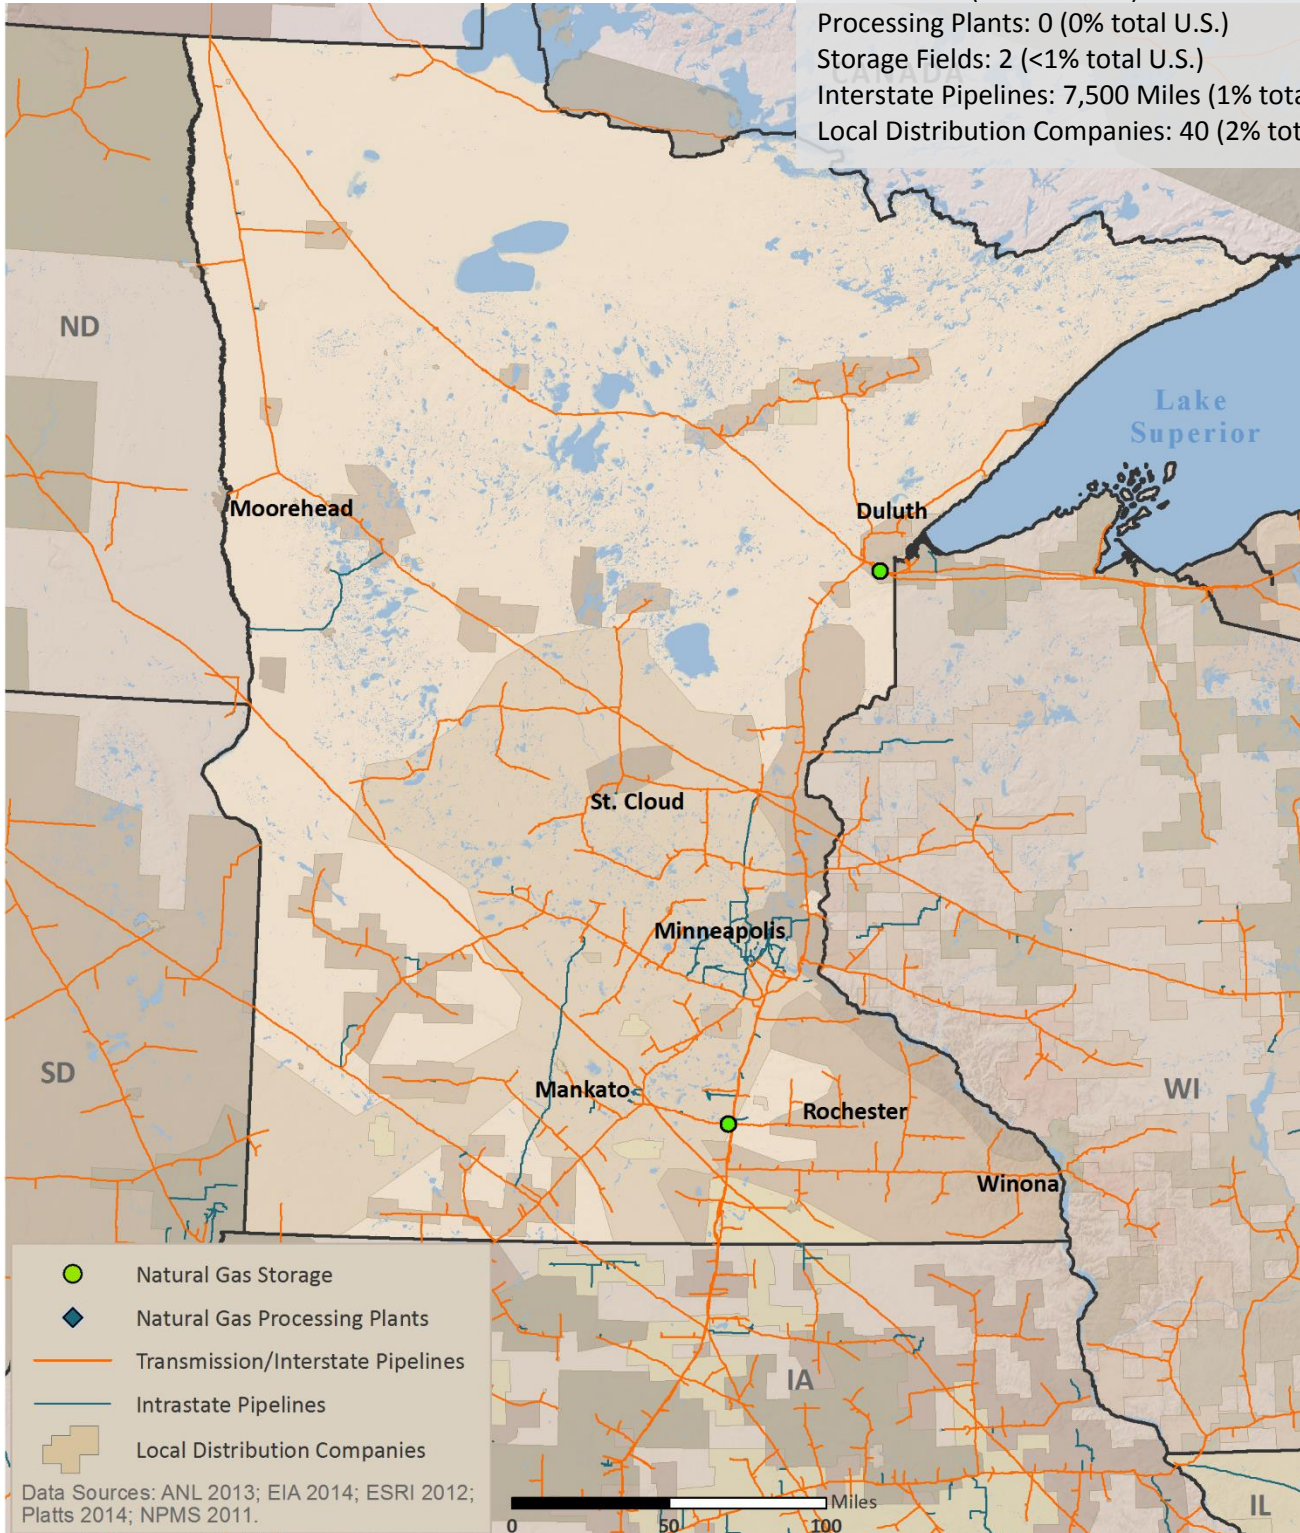 Processing Plants: 0 (0% total U.S.)
Storage Fields: 2 (<1% total U.S.)
CANADA
Interstate Pipelines: 7,500 Miles (1% tota
Local Distribution Companies: 40 (2% tot
ND
Lake
Superior
Moorehead
Duluth
St. Cloud
Minneapolis
SD
Mankato
Rochester
WI
Winona
Natural Gas Storage
Natural Gas Processing Plants
Transmission/Interstate Pipelines
Intrastate Pipelines
Local Distribution Companies
IA
Data Sources: ANL 2013; EIA 2014; ESRI 2012;
Platts 2014; NPMS 2011.
Miles
0 50 100
IL